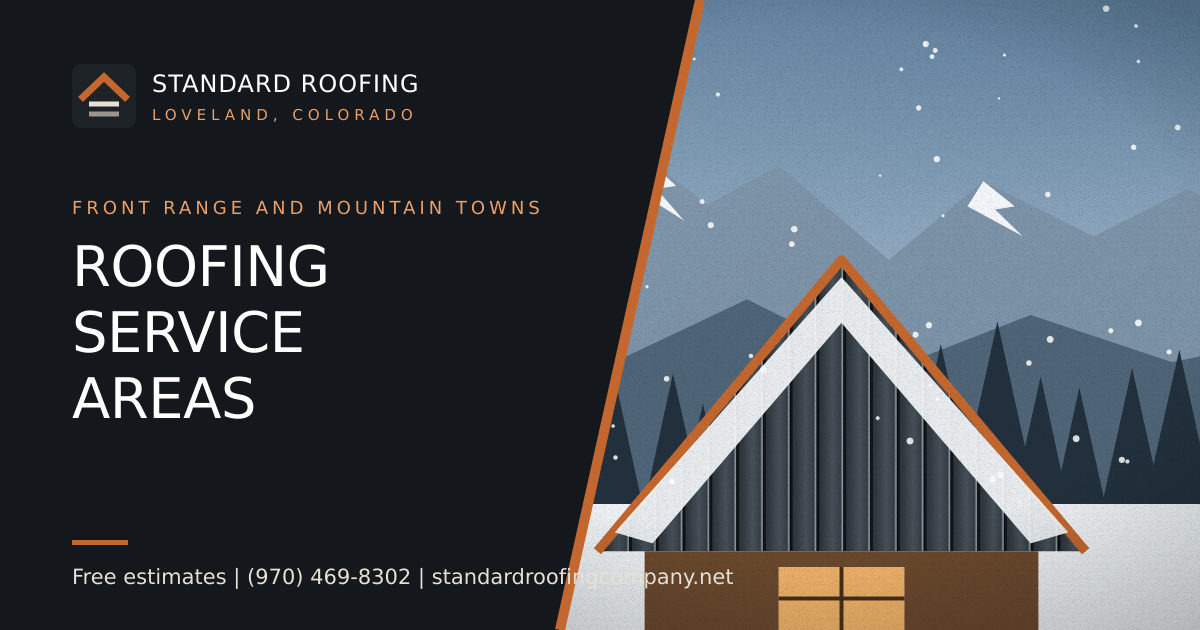 STANDARD ROOFING
LOVELAND, COLORADO
FRONT RANGE AND MOUNTAIN TOWNS
ROOFING
SERVICE
AREAS
Free estimates | (970) 469-8302 | standardroofingcompany.net